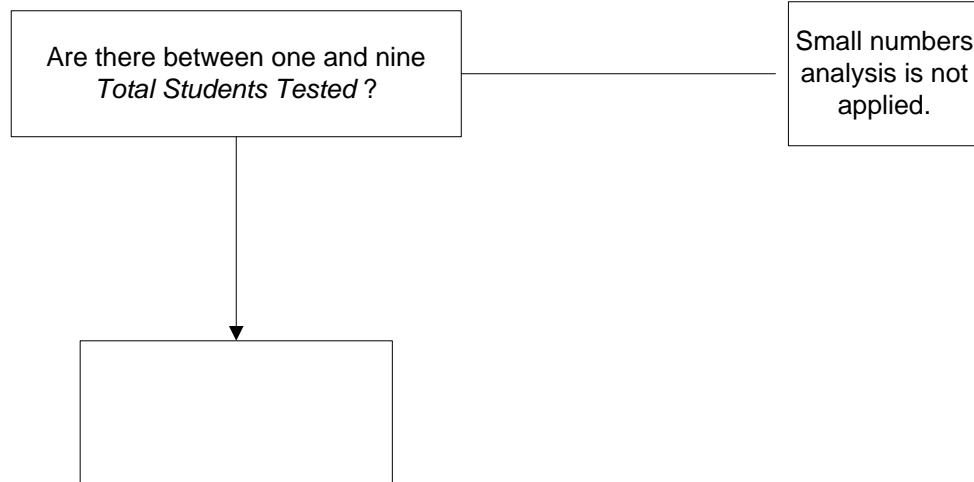 Are there between one and nine
Total Students Tested ?
Small numbers
analysis is not
applied.